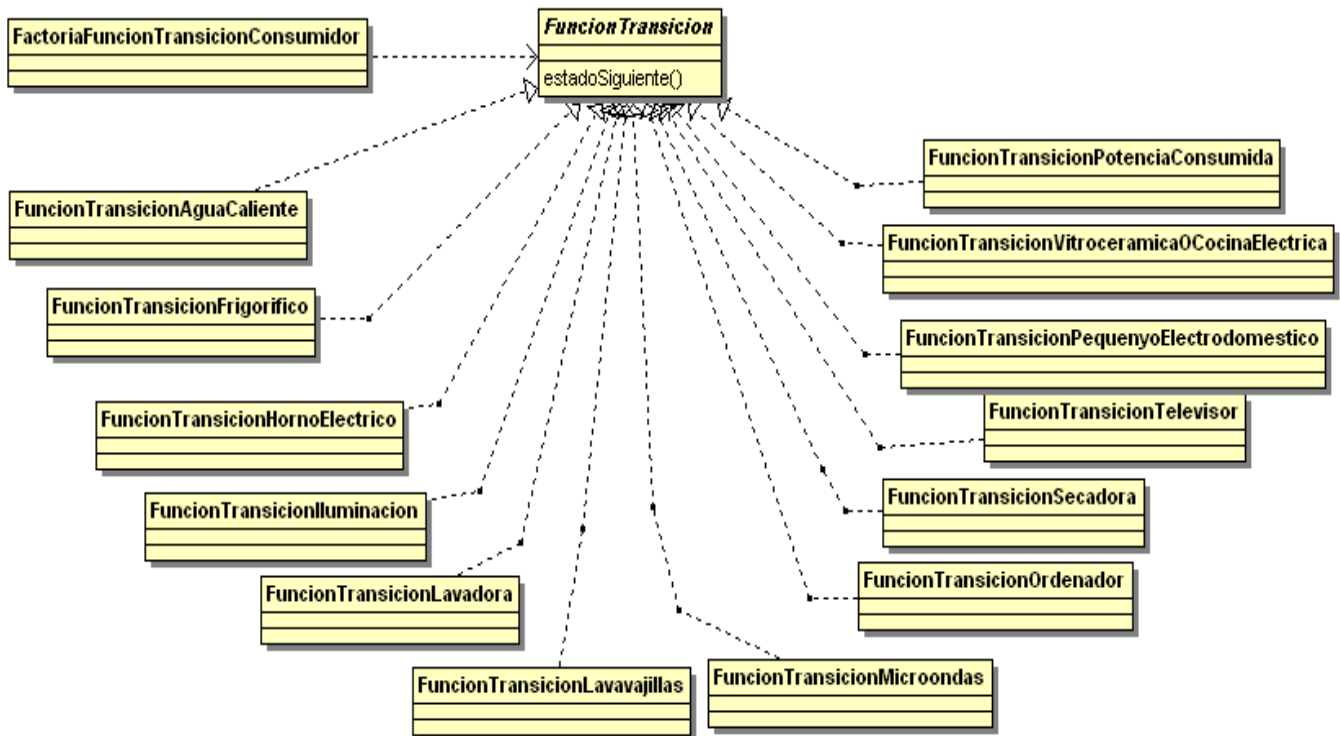 FactoriaFuncionTransicionConsumidor
FuncionTransicion
estadoSiguiente()
FuncionTransicionPotenciaConsumida
FuncionTransicionAguaCaliente
FuncionTransicionVitroceramicaOCocinaElectrica
FuncionTransicionFrigorifico
FuncionTransicionPequenyoElectrodomestico
FuncionTransicionHornoElectrico
FuncionTransicionTelevisor
FuncionTransicionIluminacion
FuncionTransicionSecadora
FuncionTransicionLavadora
FuncionTransicionOrdenador
FuncionTransicionLavavajillas
FuncionTransicionMicroondas